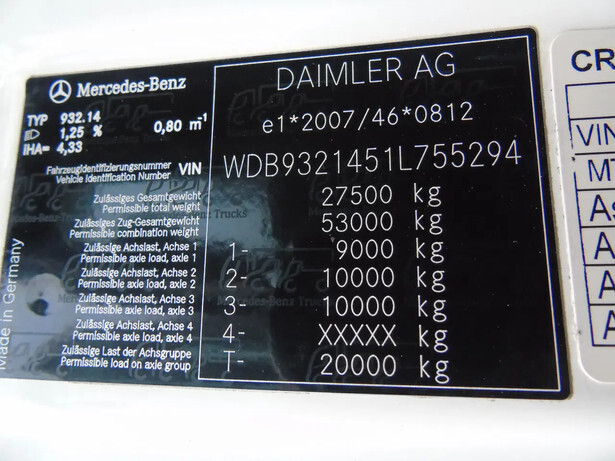 Mercedes-Benz
TYP 932.14
1,25 % 0,80 m⁻¹
IHA= 4,33
Fahrzeugidentifizierungsnummer
Vehicle Identification Number VIN
DAIMLER AG
e1*2007/46*0812
WDB9321451L755294
Zulässiges Gesamtgewicht
Permissible total weight
27500 kg
Zulässiges Zug-Gesamtgewicht
Permissible combination weight
53000 kg
Zulässige Achslast, Achse 1
Permissible axle load, axle 1
1- 9000 kg
Zulässige Achslast, Achse 2
Permissible axle load, axle 2
2- 10000 kg
Zulässige Achslast, Achse 3
Permissible axle load, axle 3
3- 10000 kg
Zulässige Achslast, Achse 4
Permissible axle load, axle 4
4- XXXXX kg
Zulässige Last der Achsgruppe
Permissible load on axle group
T- 20000 kg
Made in Germany
Mercedes-Benz Trucks
CR
VIN